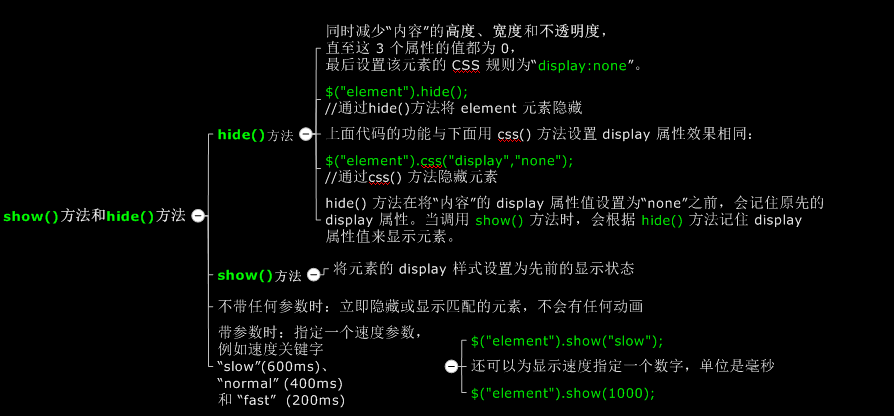 show()方法和hide()方法
hide()方法
同时减少“内容”的高度、宽度和不透明度，
直至这 3 个属性的值都为 0，
最后设置该元素的 CSS 规则为“display:none”。
$("element").hide();
//通过hide()方法将 element 元素隐藏
上面代码的功能与下面用 css() 方法设置 display 属性效果相同：
$("element").css("display","none");
//通过css() 方法隐藏元素
hide() 方法在将“内容”的 display 属性值设置为“none”之前，会记住原先的
display 属性。当调用 show() 方法时，会根据 hide() 方法记住 display
属性值来显示元素。
show()方法
将元素的 display 样式设置为先前的显示状态
不带任何参数时：立即隐藏或显示匹配的元素，不会有任何动画
带参数时：指定一个速度参数，
例如速度关键字
“slow”(600ms)、
“normal” (400ms)
和 “fast” (200ms)
$("element").show("slow");
还可以为显示速度指定一个数字，单位是毫秒
$("element").show(1000);